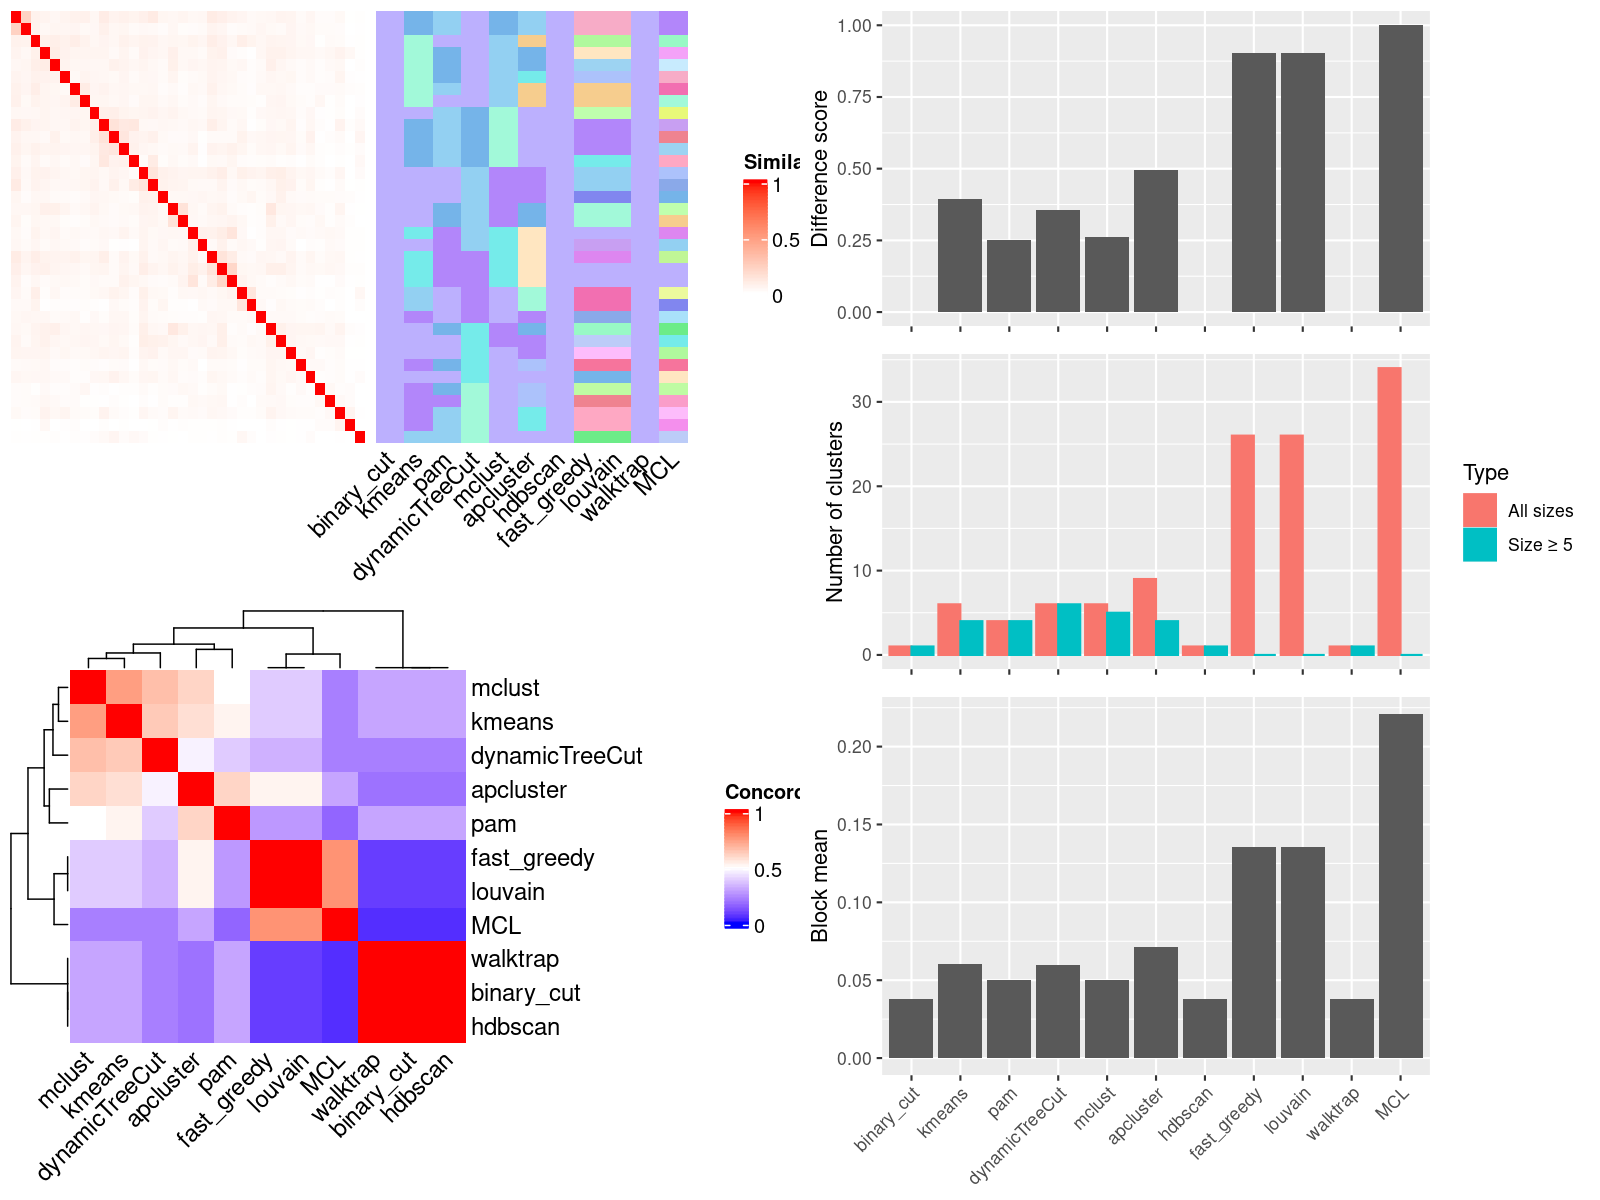 Simila
1
0.5
0
binary_cut
kmeans
pam
dynamicTreeCut
mclust
apcluster
hdbscan
fast_greedy
louvain
walktrap
MCL
mclust
kmeans
dynamicTreeCut
apcluster
pam
fast_greedy
louvain
MCL
walktrap
binary_cut
hdbscan
Concord
1
0.5
0
mclust
kmeans
dynamicTreeCut
apcluster
pam
fast_greedy
louvain
MCL
walktrap
binary_cut
hdbscan
Difference score
1.00
0.75
0.50
0.25
0.00
Number of clusters
30
20
10
0
Type
All sizes
Size ≥ 5
Block mean
0.20
0.15
0.10
0.05
0.00
binary_cut
kmeans
pam
dynamicTreeCut
mclust
apcluster
hdbscan
fast_greedy
louvain
walktrap
MCL